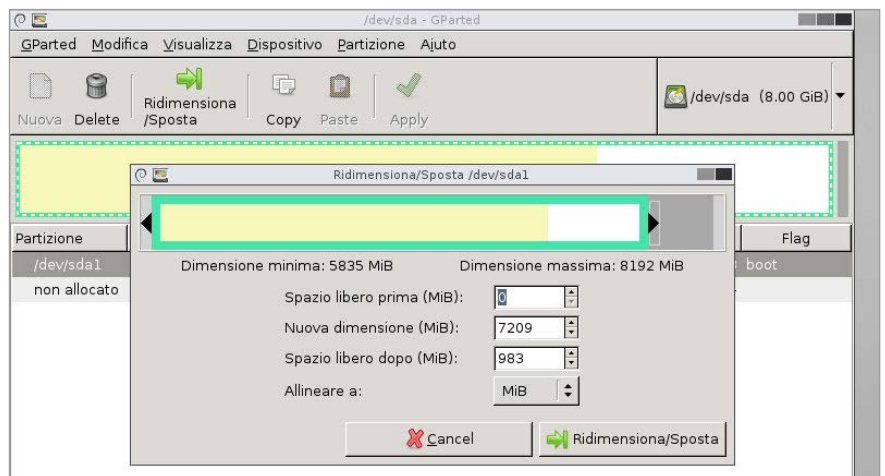 /dev/sda - GParted
GParted Modifica Visualizza Dispositivo Partizione Aiuto
Nuova Delete Ridimensiona /Sposta Copy Paste Apply /dev/sda (8.00 GiB)
Ridimensiona/Sposta /dev/sda1
Partizione Flag
/dev/sda1 boot
non allocato
Dimensione minima: 5835 MiB Dimensione massima: 8192 MiB
Spazio libero prima (MiB): 0
Nuova dimensione (MiB): 7209
Spazio libero dopo (MiB): 983
Allineare a: MiB
Cancel Ridimensiona/Sposta